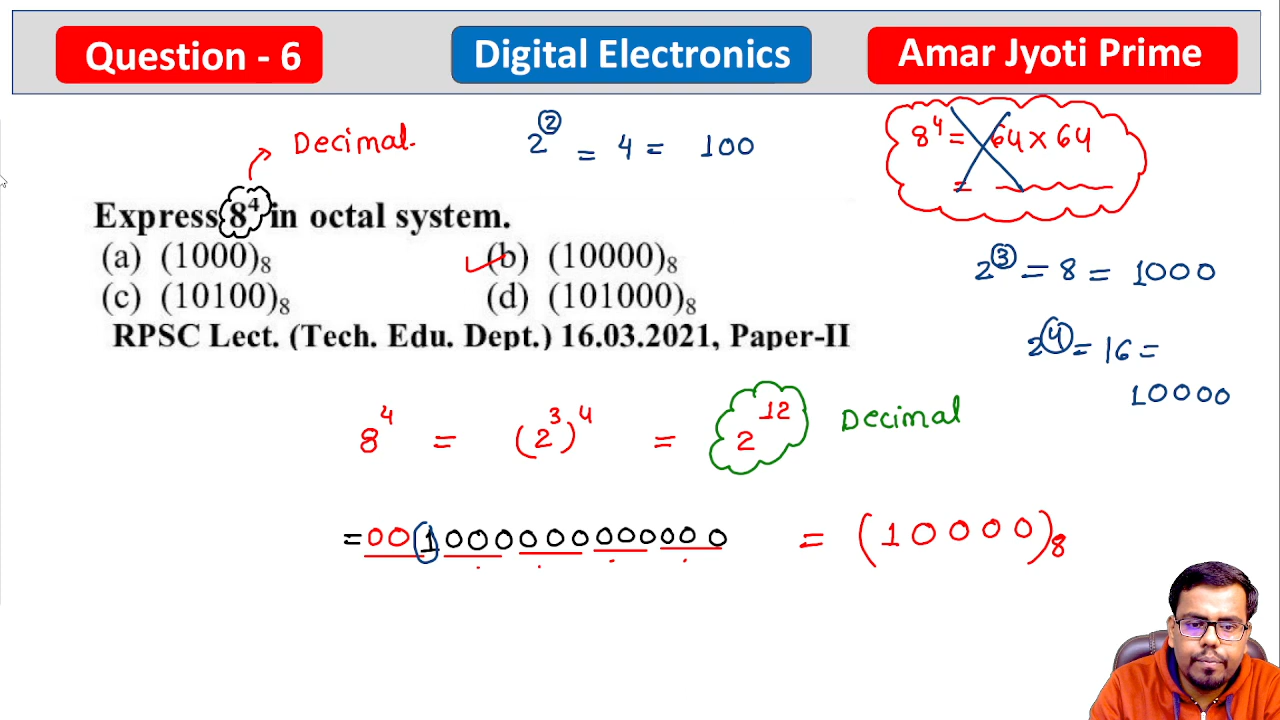 Question - 6
Digital Electronics
Amar Jyoti Prime
Decimal.
2² = 4 = 100
8⁴ = 64 × 64
=
Express 8⁴ in octal system.
(a) (1000)₈
(b) (10000)₈
(c) (10100)₈
(d) (101000)₈
RPSC Lect. (Tech. Edu. Dept.) 16.03.2021, Paper-II
2³ = 8 = 1000
2⁴ = 16 =
10000
8⁴ = (2³)⁴ = 2¹² Decimal
= 001000000000000 = (10000)₈